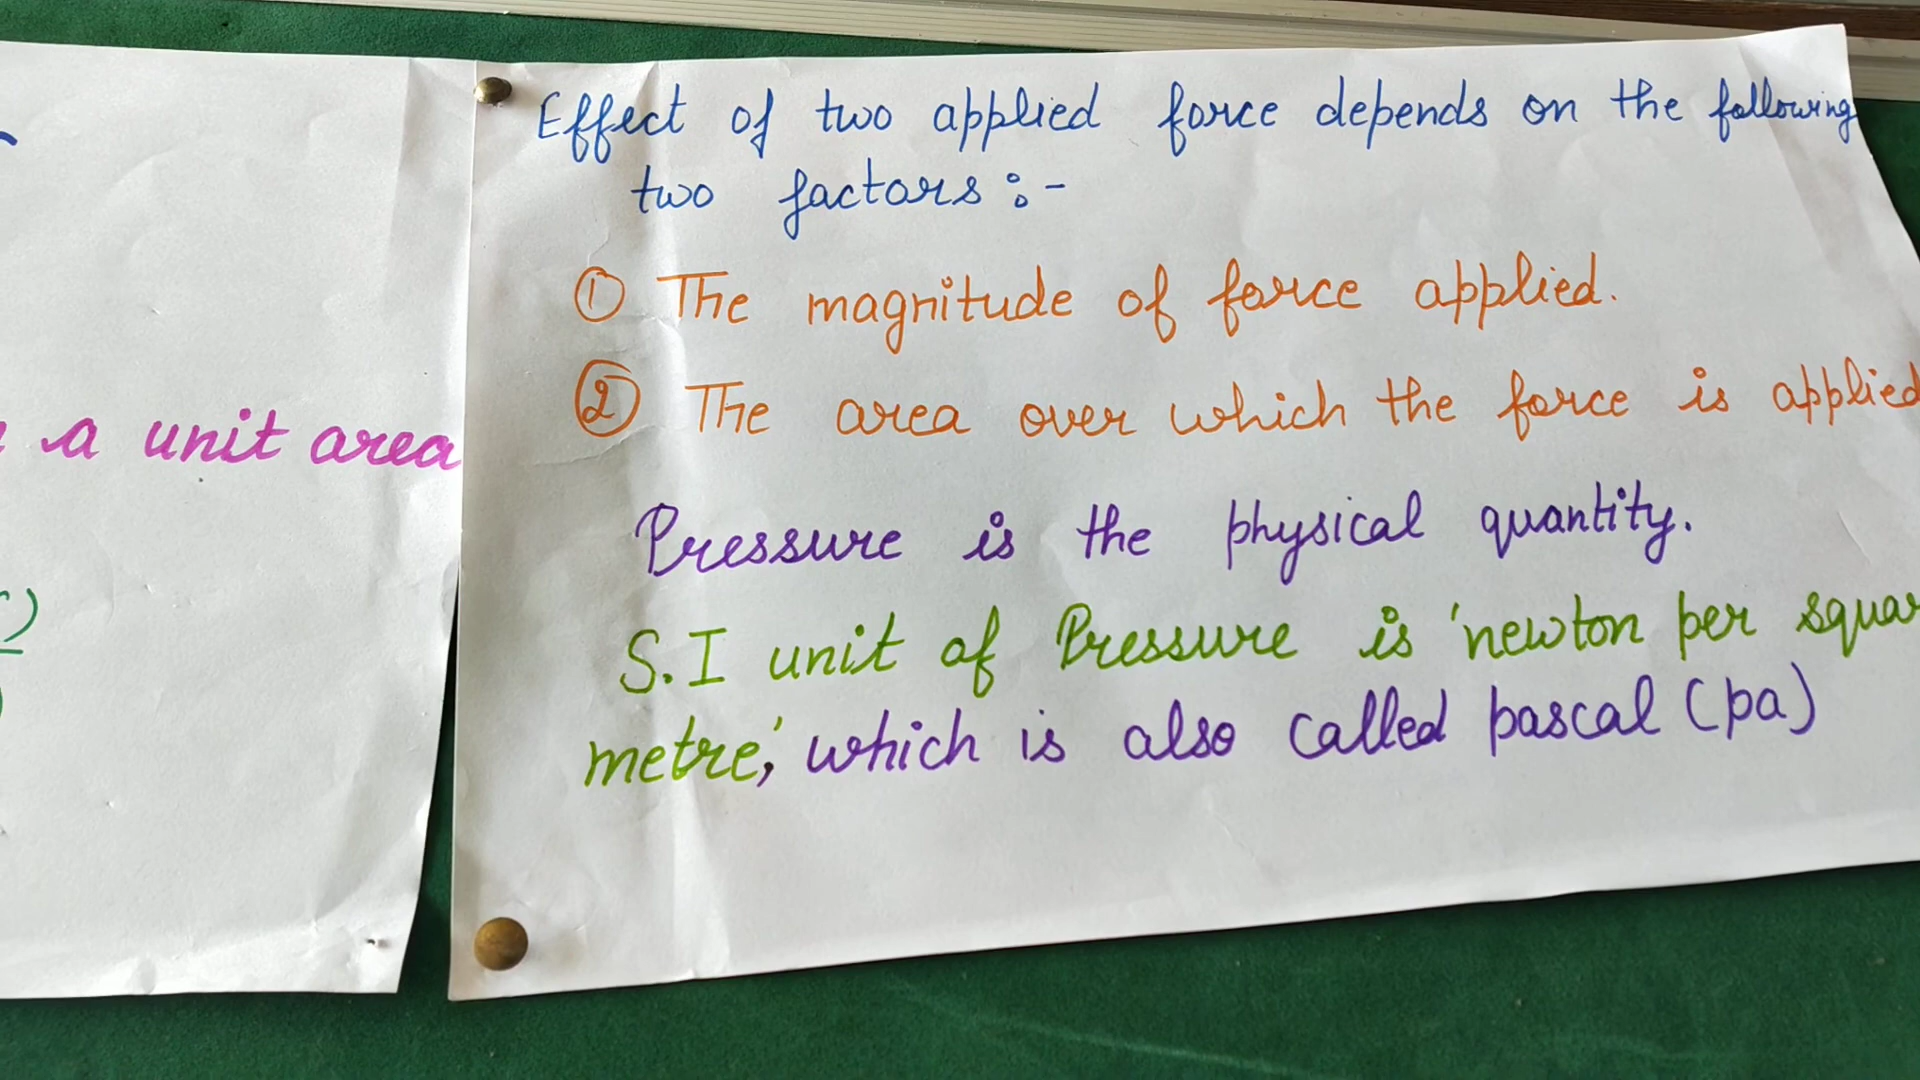 Effect of two applied force depends on the following
two factors :-
① The magnitude of force applied.
② The area over which the force is applied
Pressure is the physical quantity.
S.I unit of Pressure is 'newton per squar
metre,' which is also called pascal (pa)
a unit area